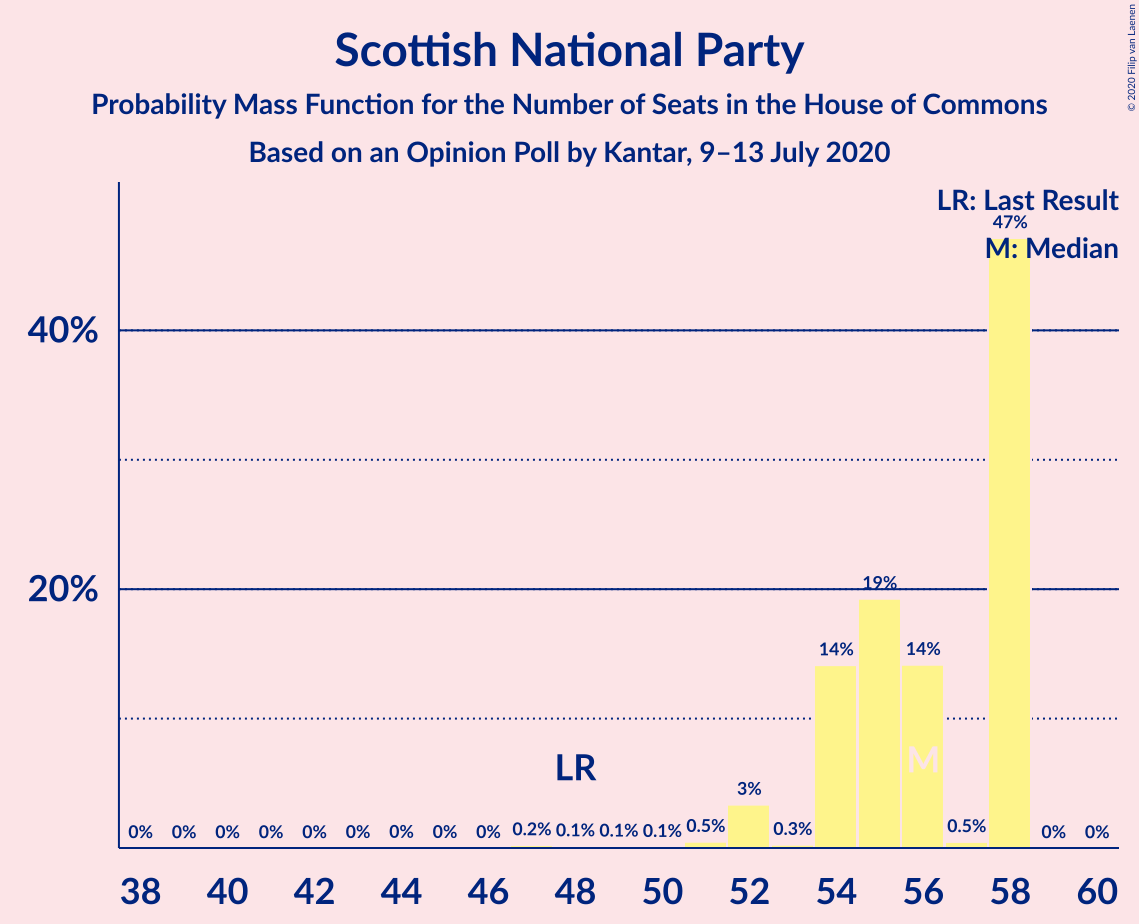 Scottish National Party
Probability Mass Function for the Number of Seats in the House of Commons
Based on an Opinion Poll by Kantar, 9–13 July 2020
© 2020 Filip van Laenen
LR: Last Result
47%
M: Median
40%
20%
19%
14% 14%
M
LR
3%
0% 0% 0% 0% 0% 0% 0% 0% 0% 0.2% 0.1% 0.1% 0.1% 0.5% 0.3% 0.5% 0% 0%
38 40 42 44 46 48 50 52 54 56 58 60